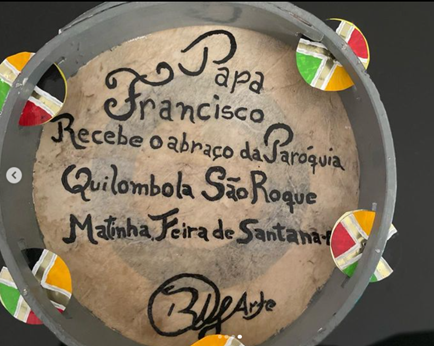 Papa
Francisco
Recebe o abraço da Paróquia
Quilombola São Roque
Matinha, Feira de Santana
Arte